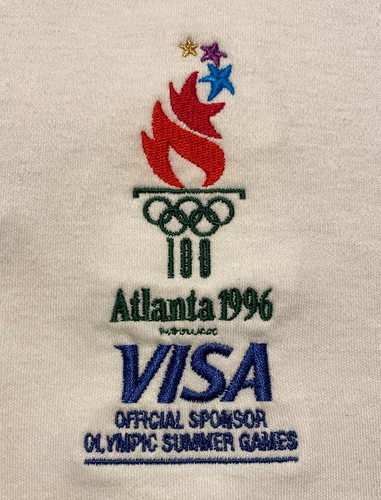 100
Atlanta 1996
VISA
OFFICIAL SPONSOR
OLYMPIC SUMMER GAMES